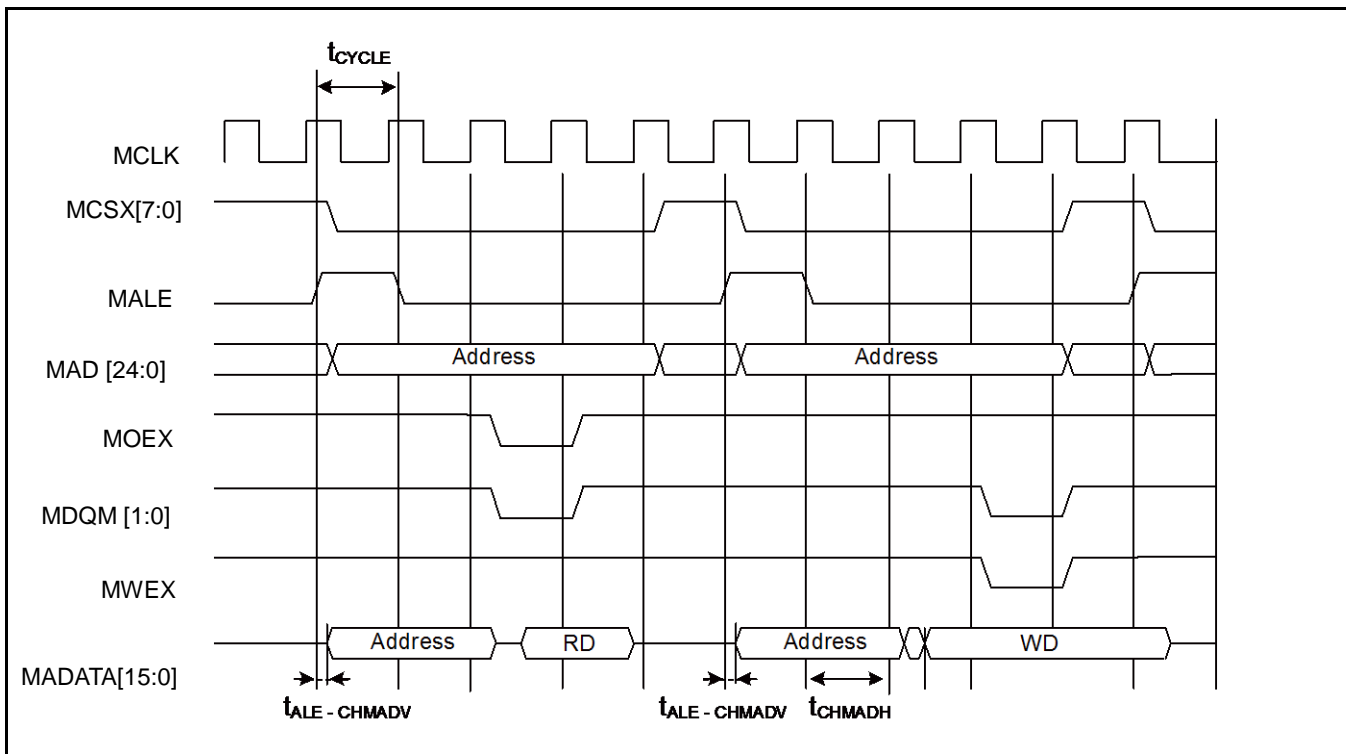 tCYCLE
MCLK
MCSX[7:0]
MALE
MAD [24:0]
Address
Address
MOEX
MDQM [1:0]
MWEX
MADATA[15:0]
Address
RD
Address
WD
tALE - CHMADV
tALE - CHMADV
tCHMADH